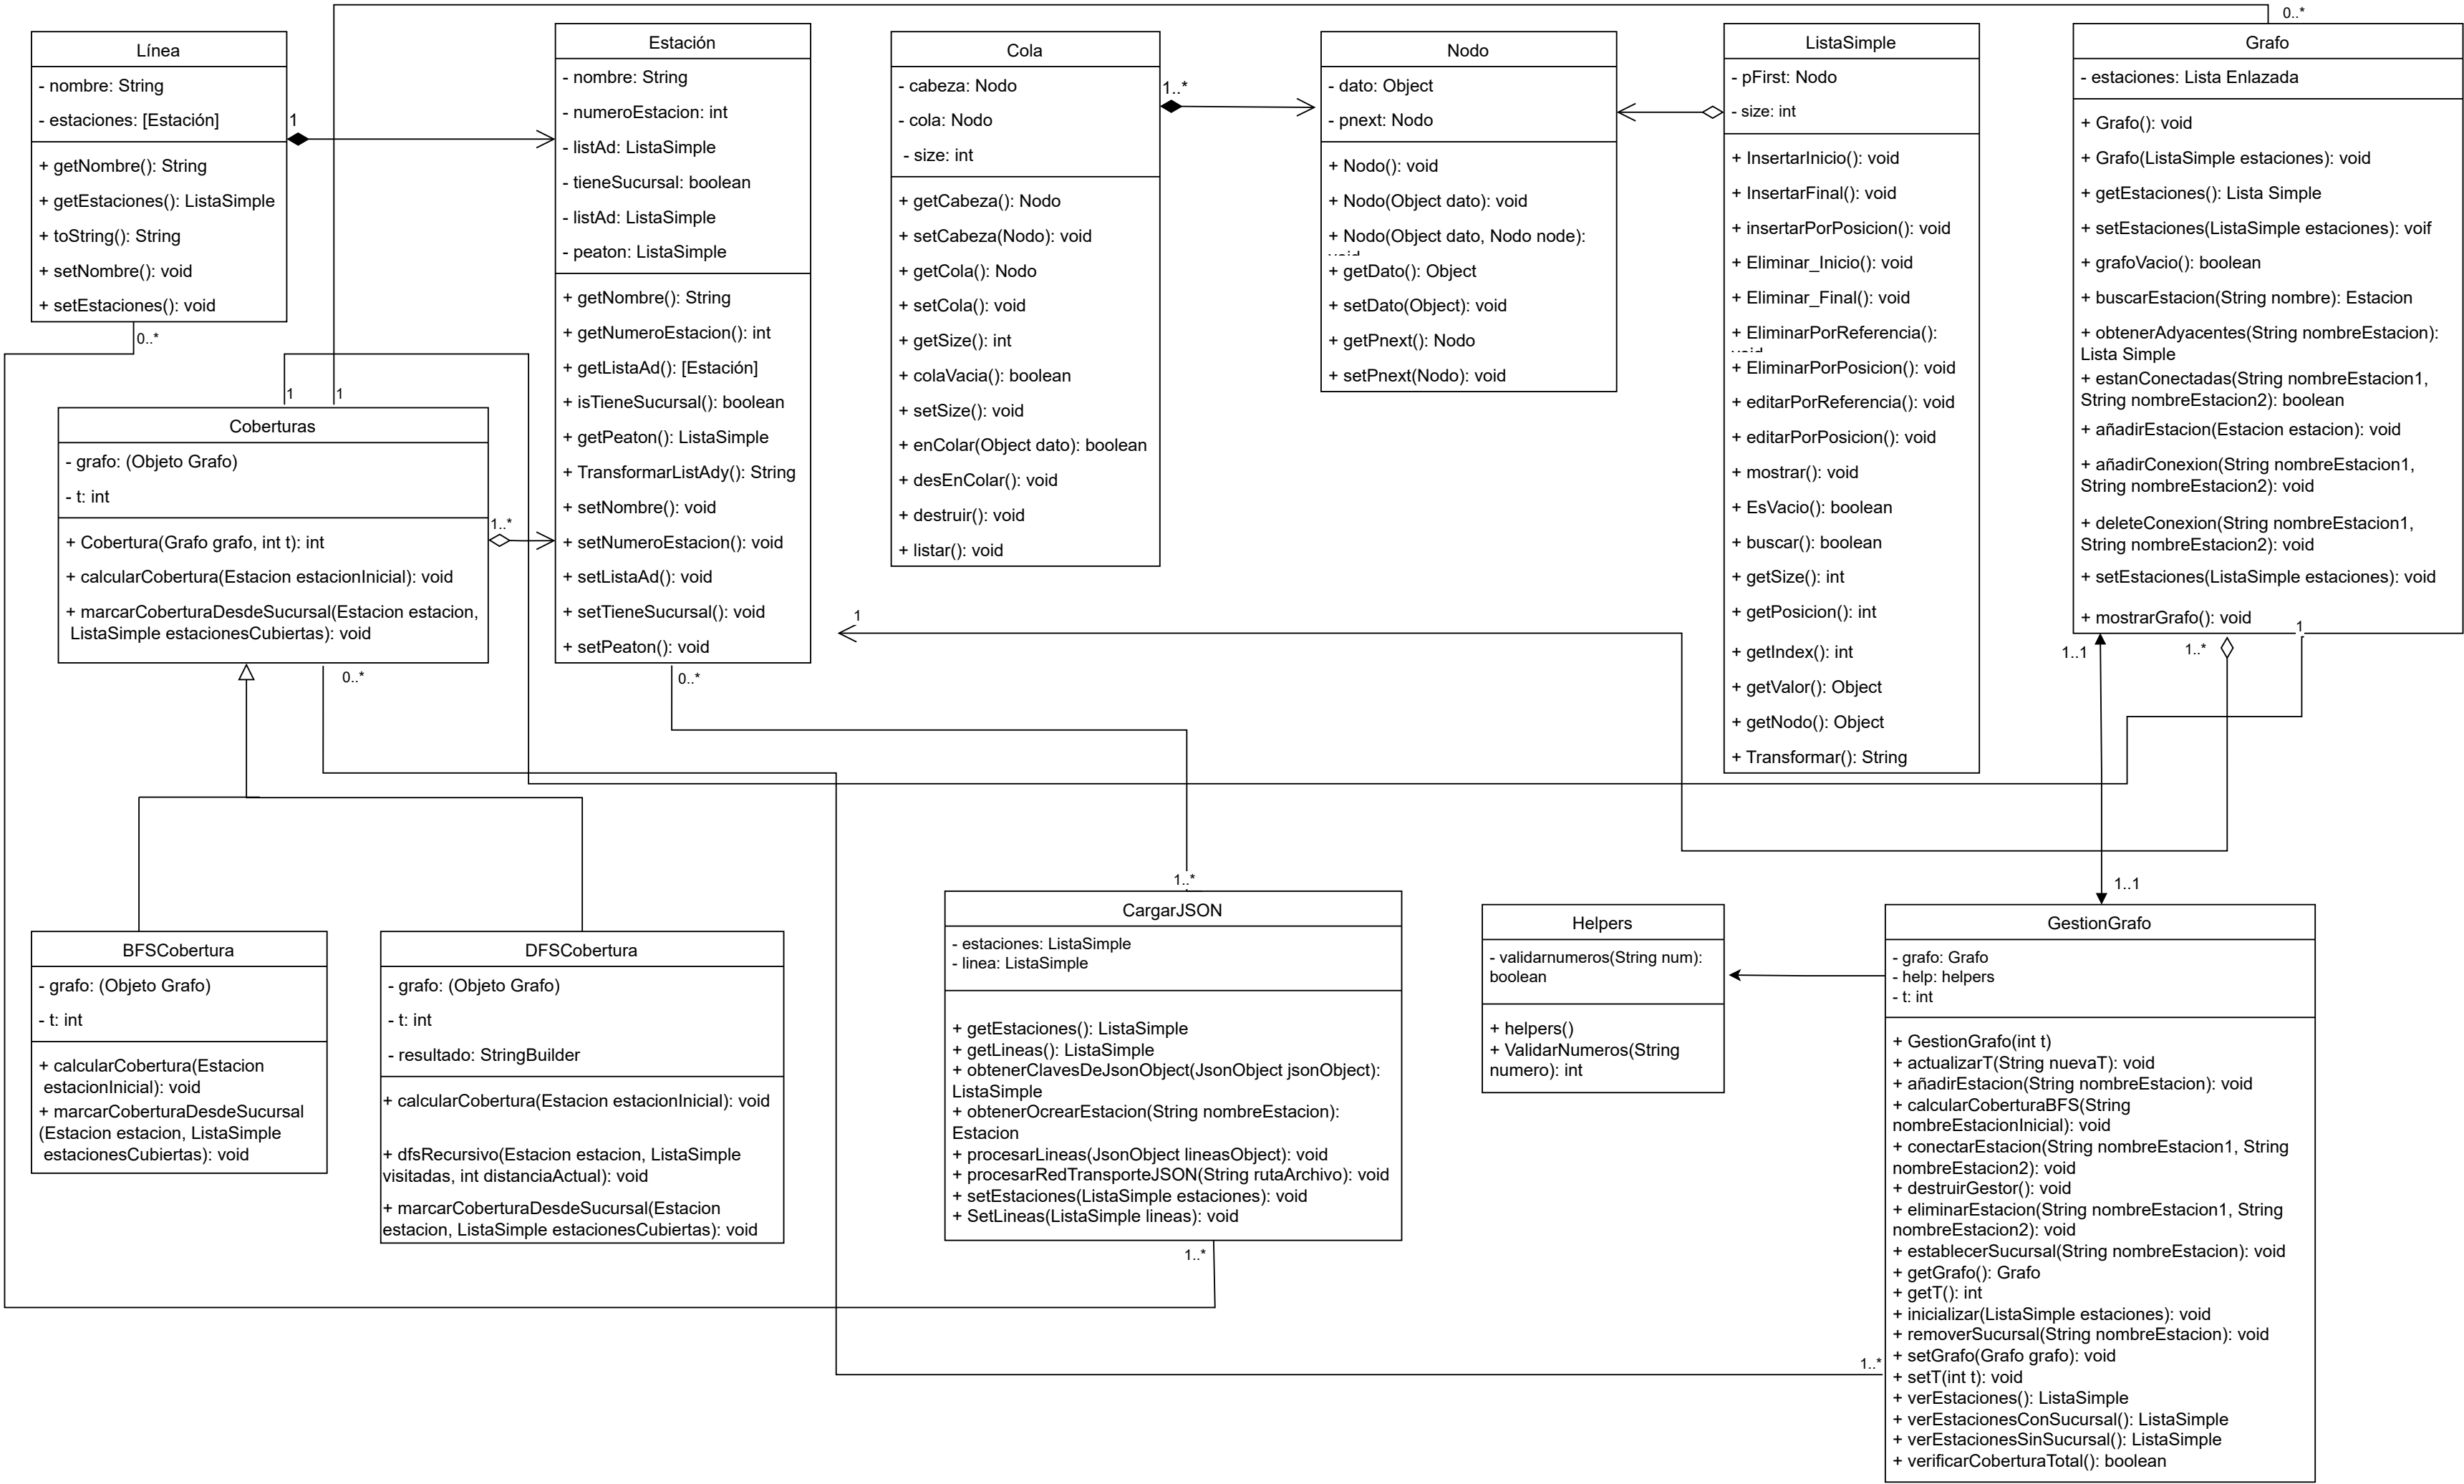 Línea
- nombre: String
- estaciones: [Estación]
1
+ getNombre(): String
+ getEstaciones(): ListaSimple
+ toString(): String
+ setNombre(): void
+ setEstaciones(): void
0..*
Estación
- nombre: String
- numeroEstacion: int
- listAd: ListaSimple
- tieneSucursal: boolean
- listAd: ListaSimple
- peaton: ListaSimple
+ getNombre(): String
+ getNumeroEstacion(): int
+ getListaAd(): [Estación]
+ isTieneSucursal(): boolean
+ getPeaton(): ListaSimple
+ TransformarListAdy(): String
+ setNombre(): void
+ setNumeroEstacion(): void
+ setListaAd(): void
+ setTieneSucursal(): void
+ setPeaton(): void
0..*
1
Cola
- cabeza: Nodo
- cola: Nodo
- size: int
1..*
+ getCabeza(): Nodo
+ setCabeza(Nodo): void
+ getCola(): Nodo
+ setCola(): void
+ getSize(): int
+ colaVacia(): boolean
+ setSize(): void
+ enColar(Object dato): boolean
+ desEnColar(): void
+ destruir(): void
+ listar(): void
Nodo
- dato: Object
- pnext: Nodo
+ Nodo(): void
+ Nodo(Object dato): void
+ Nodo(Object dato, Nodo node):
void
+ getDato(): Object
+ setDato(Object): void
+ getPnext(): Nodo
+ setPnext(Nodo): void
ListaSimple
- pFirst: Nodo
- size: int
+ InsertarInicio(): void
+ InsertarFinal(): void
+ insertarPorPosicion(): void
+ Eliminar_Inicio(): void
+ Eliminar_Final(): void
+ EliminarPorReferencia():
void
+ EliminarPorPosicion(): void
+ editarPorReferencia(): void
+ editarPorPosicion(): void
+ mostrar(): void
+ EsVacio(): boolean
+ buscar(): boolean
+ getSize(): int
+ getPosicion(): int
+ getIndex(): int
+ getValor(): Object
+ getNodo(): Object
+ Transformar(): String
0..*
Grafo
- estaciones: Lista Enlazada
+ Grafo(): void
+ Grafo(ListaSimple estaciones): void
+ getEstaciones(): Lista Simple
+ setEstaciones(ListaSimple estaciones): voif
+ grafoVacio(): boolean
+ buscarEstacion(String nombre): Estacion
+ obtenerAdyacentes(String nombreEstacion):
Lista Simple
+ estanConectadas(String nombreEstacion1,
String nombreEstacion2): boolean
+ añadirEstacion(Estacion estacion): void
+ añadirConexion(String nombreEstacion1,
String nombreEstacion2): void
+ deleteConexion(String nombreEstacion1,
String nombreEstacion2): void
+ setEstaciones(ListaSimple estaciones): void
+ mostrarGrafo(): void
1
1..1
1..*
1
1
Coberturas
- grafo: (Objeto Grafo)
- t: int
1..*
+ Cobertura(Grafo grafo, int t): int
+ calcularCobertura(Estacion estacionInicial): void
+ marcarCoberturaDesdeSucursal(Estacion estacion,
ListaSimple estacionesCubiertas): void
0..*
BFSCobertura
- grafo: (Objeto Grafo)
- t: int
+ calcularCobertura(Estacion
estacionInicial): void
+ marcarCoberturaDesdeSucursal
(Estacion estacion, ListaSimple
estacionesCubiertas): void
DFSCobertura
- grafo: (Objeto Grafo)
- t: int
- resultado: StringBuilder
+ calcularCobertura(Estacion estacionInicial): void
+ dfsRecursivo(Estacion estacion, ListaSimple
visitadas, int distanciaActual): void
+ marcarCoberturaDesdeSucursal(Estacion
estacion, ListaSimple estacionesCubiertas): void
1..*
CargarJSON
- estaciones: ListaSimple
- linea: ListaSimple
+ getEstaciones(): ListaSimple
+ getLineas(): ListaSimple
+ obtenerClavesDeJsonObject(JsonObject jsonObject):
ListaSimple
+ obtenerOcrearEstacion(String nombreEstacion):
Estacion
+ procesarLineas(JsonObject lineasObject): void
+ procesarRedTransporteJSON(String rutaArchivo): void
+ setEstaciones(ListaSimple estaciones): void
+ SetLineas(ListaSimple lineas): void
1..*
Helpers
- validarnumeros(String num):
boolean
+ helpers()
+ ValidarNumeros(String
numero): int
1..1
GestionGrafo
- grafo: Grafo
- help: helpers
- t: int
+ GestionGrafo(int t)
+ actualizarT(String nuevaT): void
+ añadirEstacion(String nombreEstacion): void
+ calcularCoberturaBFS(String
nombreEstacionInicial): void
+ conectarEstacion(String nombreEstacion1, String
nombreEstacion2): void
+ destruirGestor(): void
+ eliminarEstacion(String nombreEstacion1, String
nombreEstacion2): void
+ establecerSucursal(String nombreEstacion): void
+ getGrafo(): Grafo
+ getT(): int
+ inicializar(ListaSimple estaciones): void
+ removerSucursal(String nombreEstacion): void
+ setGrafo(Grafo grafo): void
+ setT(int t): void
+ verEstaciones(): ListaSimple
+ verEstacionesConSucursal(): ListaSimple
+ verEstacionesSinSucursal(): ListaSimple
+ verificarCoberturaTotal(): boolean
1..*